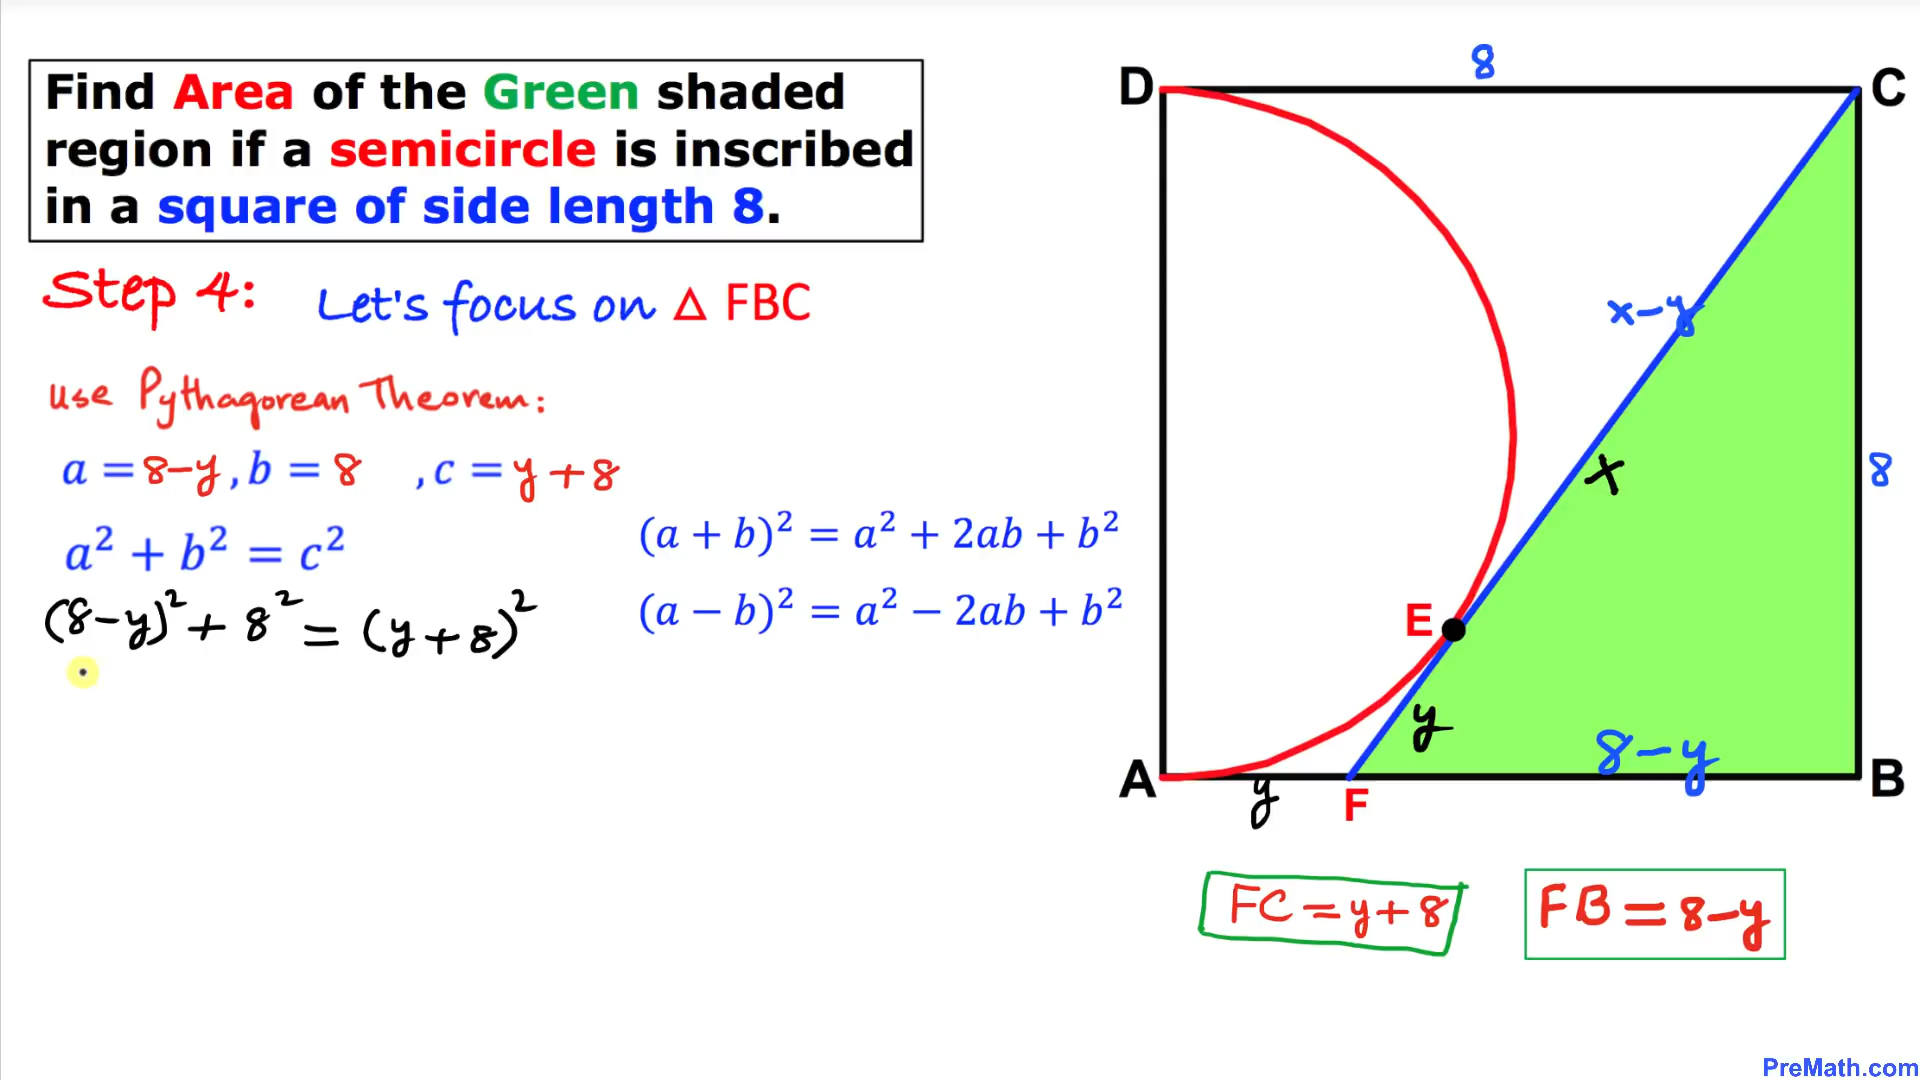 Find Area of the Green shaded
region if a semicircle is inscribed
in a square of side length 8.
Step 4: Let's focus on △ FBC
use Pythagorean Theorem:
a = 8-y, b = 8 , c = y + 8
a² + b² = c²
(8-y)² + 8² = (y+8)²
(a + b)² = a² + 2ab + b²
(a − b)² = a² − 2ab + b²
8
D
C
x-y
x
8
E
y
8-y
A
B
y
F
FC = y+8
FB = 8-y
PreMath.com